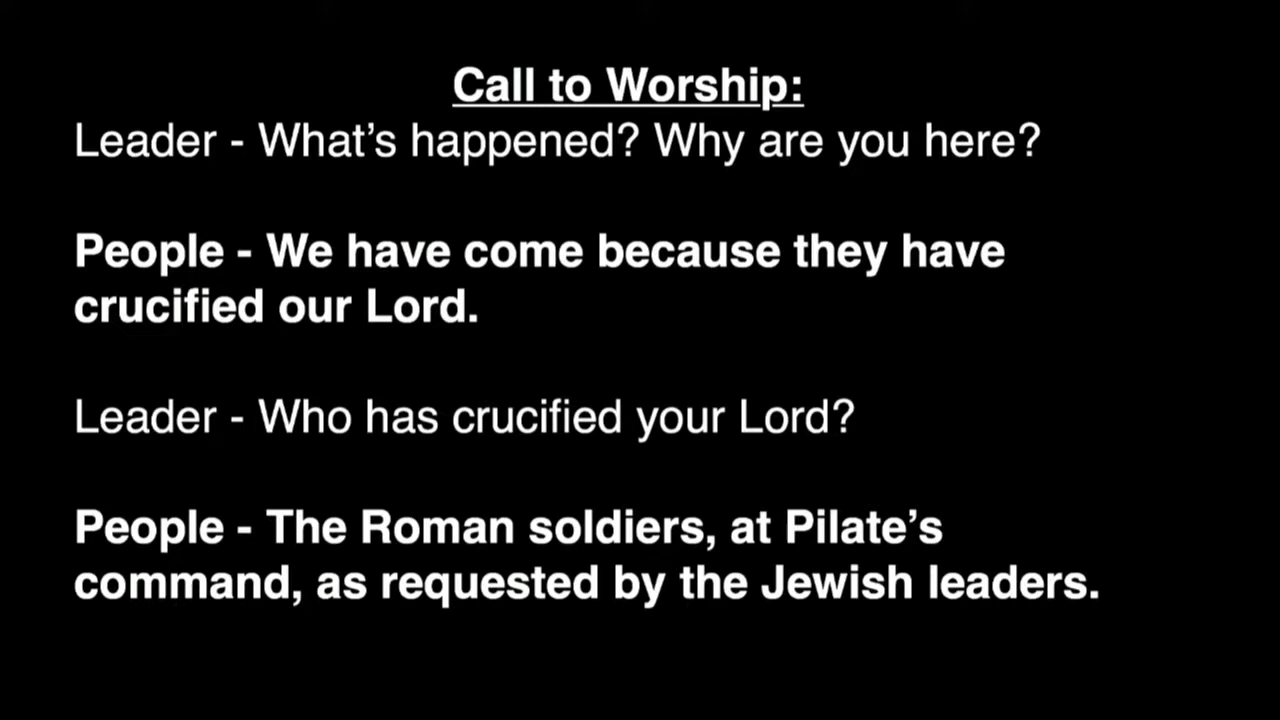 Call to Worship:
Leader - What’s happened? Why are you here?
People - We have come because they have
crucified our Lord.
Leader - Who has crucified your Lord?
People - The Roman soldiers, at Pilate’s
command, as requested by the Jewish leaders.